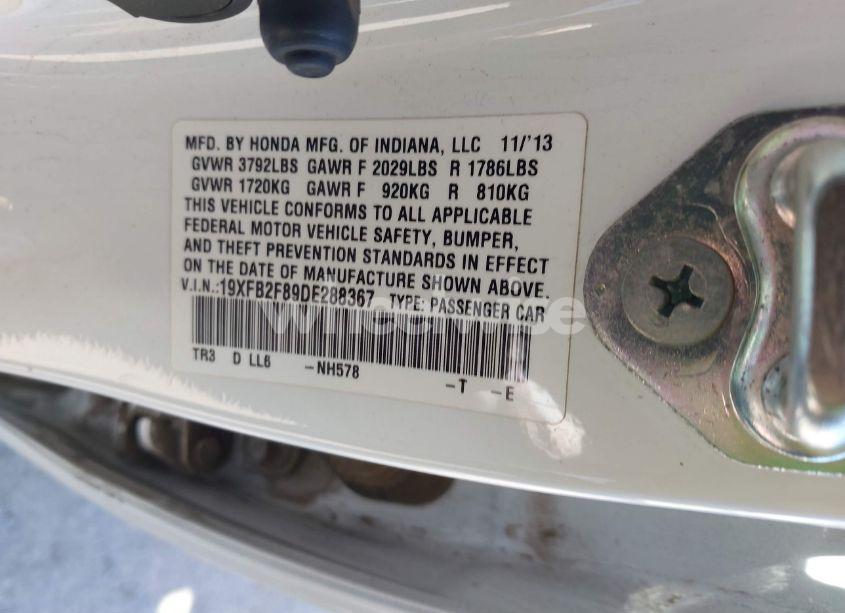 MFD. BY HONDA MFG. OF INDIANA, LLC 11/'13
GVWR 3792LBS GAWR F 2029LBS R 1786LBS
GVWR 1720KG GAWR F 920KG R 810KG
THIS VEHICLE CONFORMS TO ALL APPLICABLE
FEDERAL MOTOR VEHICLE SAFETY, BUMPER,
AND THEFT PREVENTION STANDARDS IN EFFECT
ON THE DATE OF MANUFACTURE SHOWN ABOVE.
V.I.N.:19XFB2F89DE288367 TYPE: PASSENGER CAR
TR3 D LL6 -NH578 -T -E